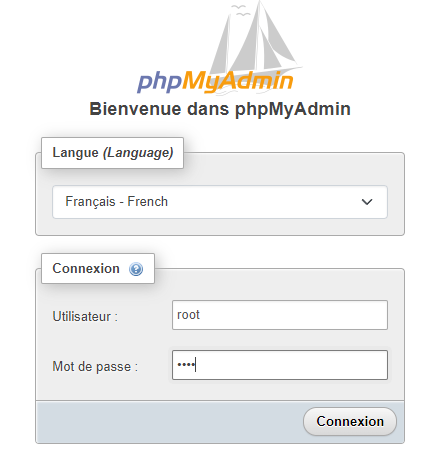 phpMyAdmin
Bienvenue dans phpMyAdmin
Langue (Language)
Français - French
Connexion
Utilisateur :
root
Mot de passe :
••••
Connexion